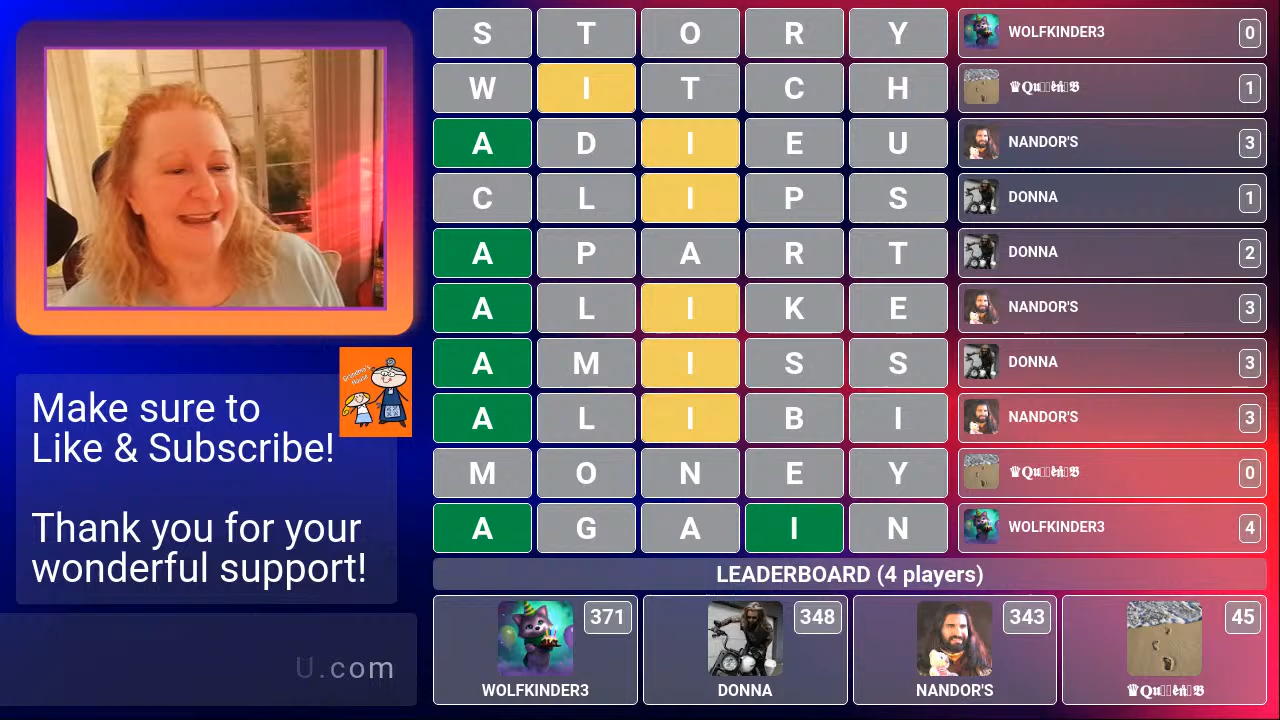 S T O R Y WOLFKINDER3 0
W I T C H 1
A D I E U NANDOR'S 3
C L I P S DONNA 1
A P A R T DONNA 2
A L I K E NANDOR'S 3
A M I S S DONNA 3
A L I B I NANDOR'S 3
M O N E Y 0
A G A I N WOLFKINDER3 4
Grandma's
House
Make sure to
Like & Subscribe!
Thank you for your
wonderful support!
U.com
LEADERBOARD (4 players)
371 348 343 45
WOLFKINDER3 DONNA NANDOR'S